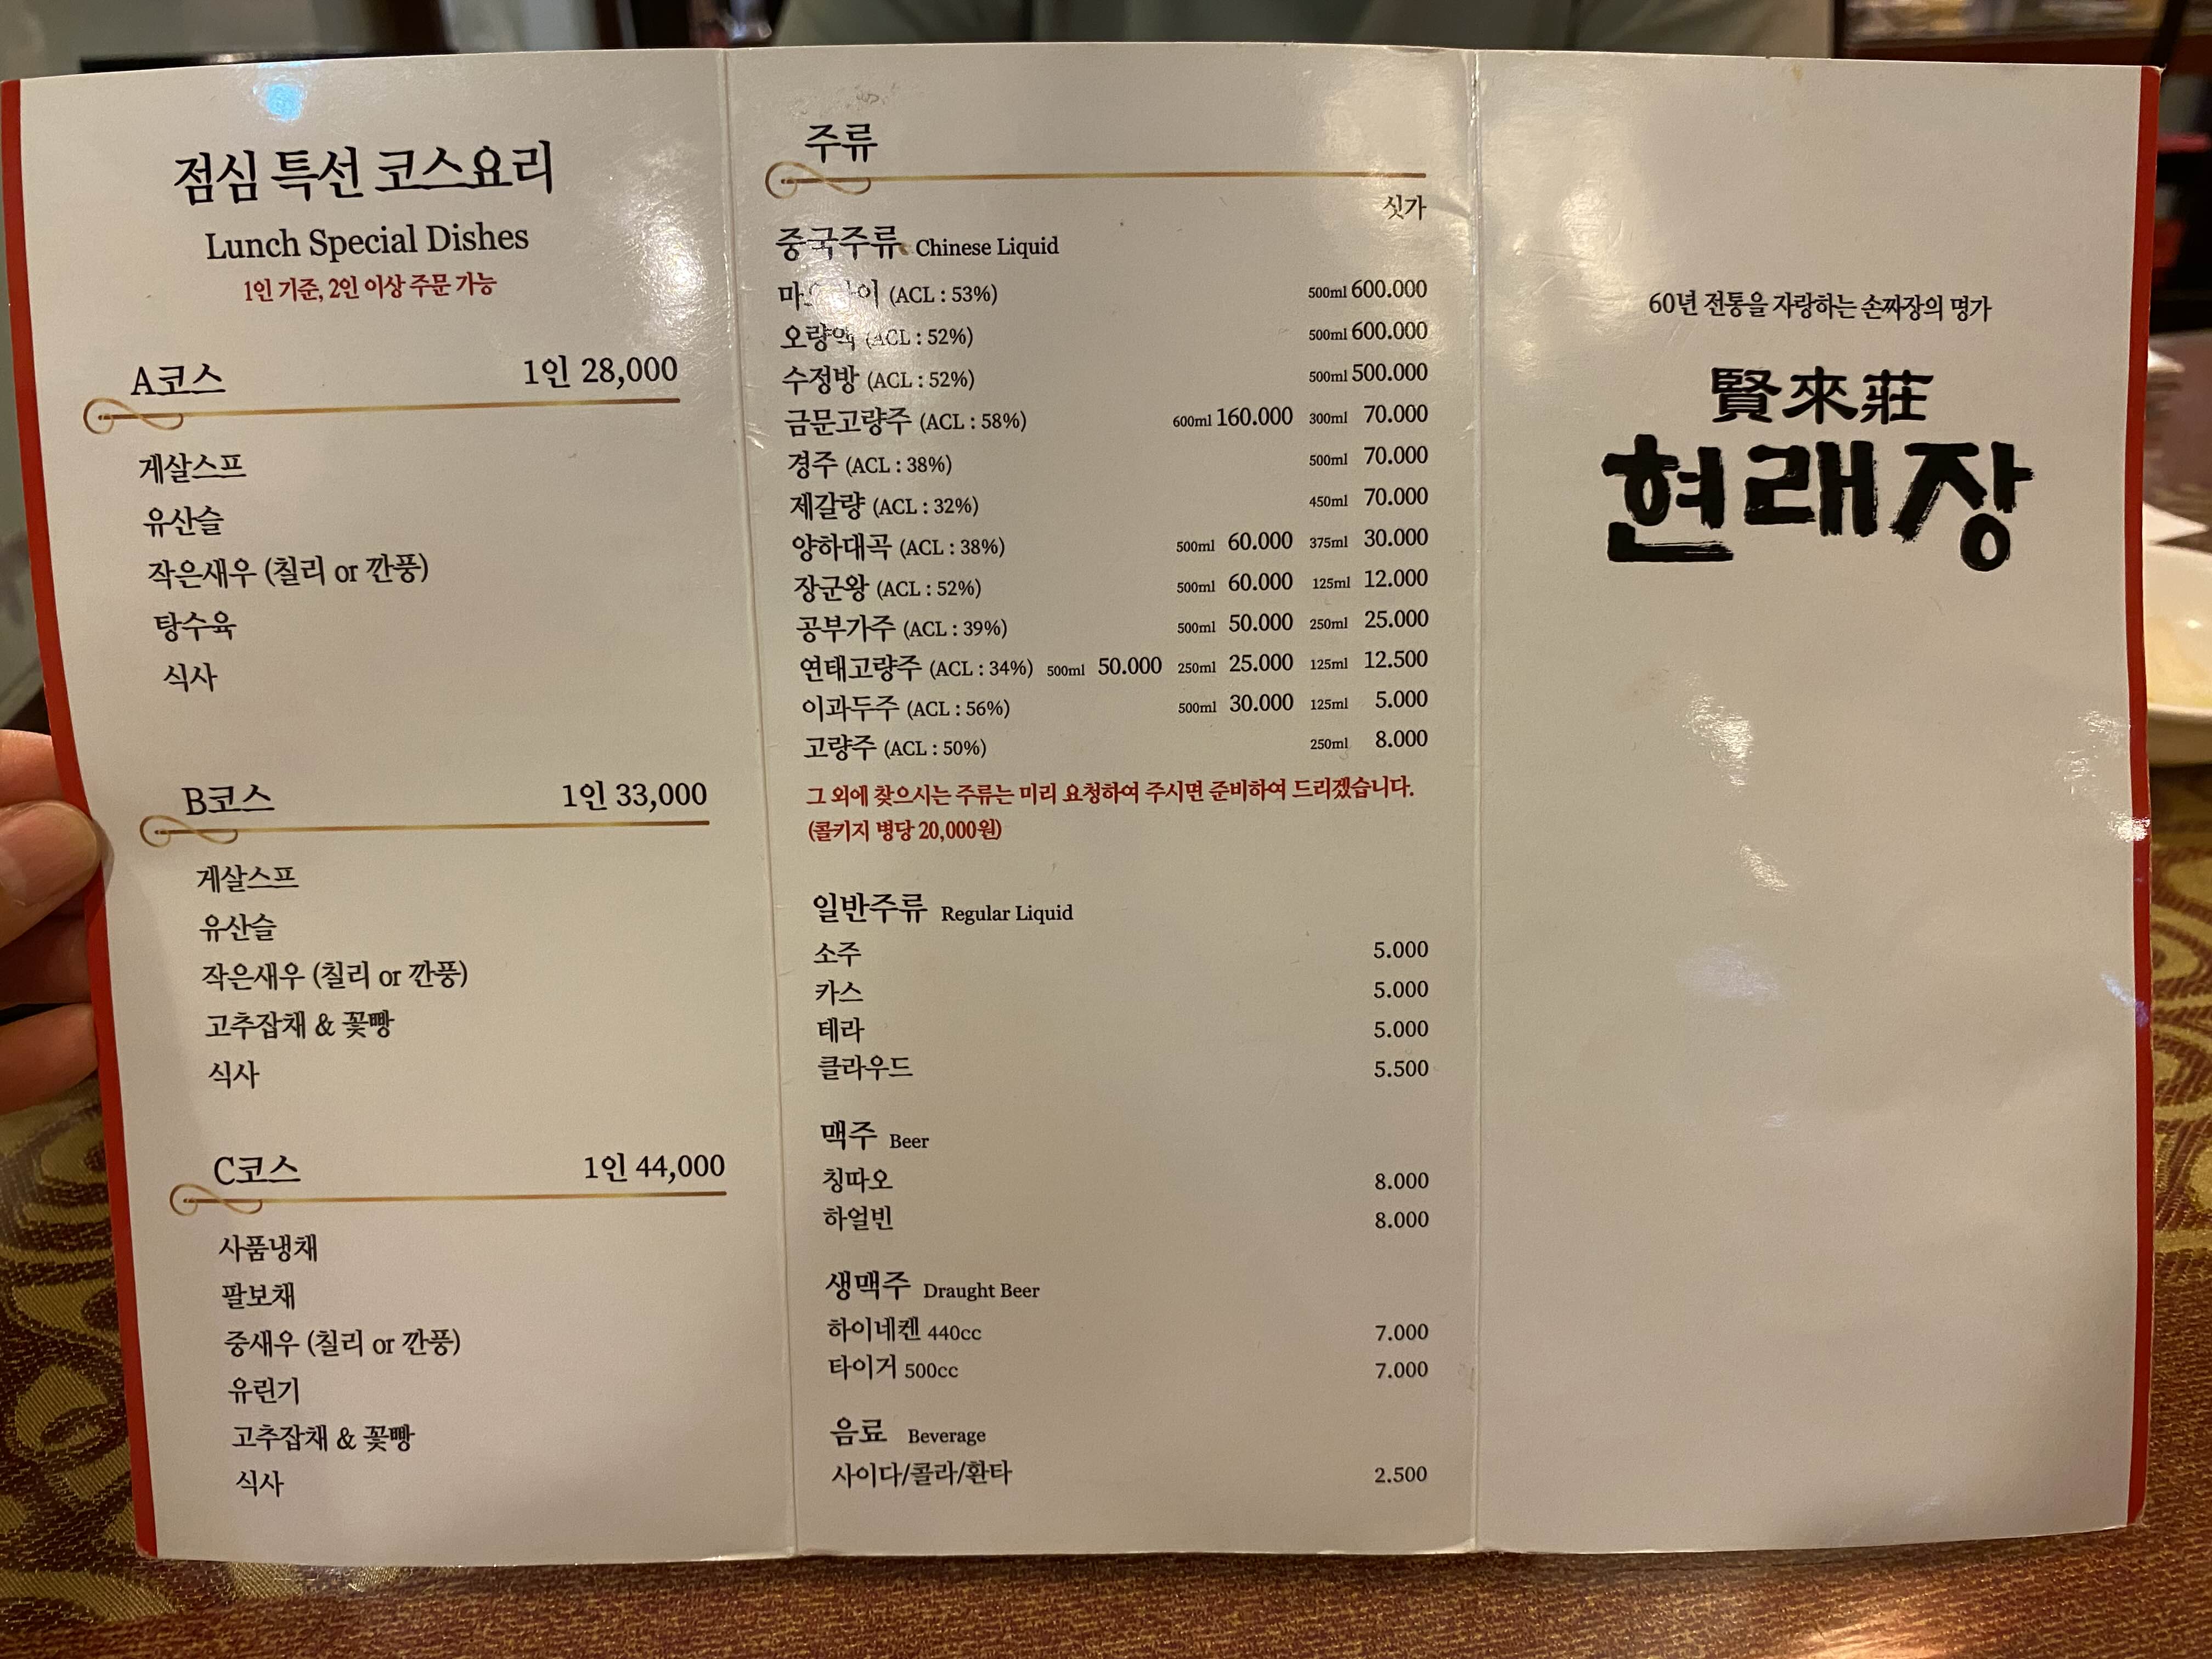 점심 특선 코스요리
Lunch Special Dishes
1인 기준, 2인 이상 주문 가능
A코스 1인 28,000
게살스프
유산슬
작은새우 (칠리 or 깐풍)
탕수육
식사
B코스 1인 33,000
게살스프
유산슬
작은새우 (칠리 or 깐풍)
고추잡채 & 꽃빵
식사
C코스 1인 44,000
사품냉채
팔보채
중새우 (칠리 or 깐풍)
유린기
고추잡채 & 꽃빵
식사
주류
싯가
중국주류 Chinese Liquid
(ACL : 53%) 500ml 600.000
오량액 (ACL : 52%) 500ml 600.000
수정방 (ACL : 52%) 500ml 500.000
금문고량주 (ACL : 58%) 600ml 160.000 300ml 70.000
경주 (ACL : 38%) 500ml 70.000
제갈량 (ACL : 32%) 450ml 70.000
양하대곡 (ACL : 38%) 500ml 60.000 375ml 30.000
장군왕 (ACL : 52%) 500ml 60.000 125ml 12.000
공부가주 (ACL : 39%) 500ml 50.000 250ml 25.000
연태고량주 (ACL : 34%) 500ml 50.000 250ml 25.000 125ml 12.500
이과두주 (ACL : 56%) 500ml 30.000 125ml 5.000
고량주 (ACL : 50%) 250ml 8.000
그 외에 찾으시는 주류는 미리 요청하여 주시면 준비하여 드리겠습니다.
(콜키지 병당 20,000원)
일반주류 Regular Liquid
소주 5.000
카스 5.000
테라 5.000
클라우드 5.500
맥주 Beer
칭따오 8.000
하얼빈 8.000
생맥주 Draught Beer
하이네켄 440cc 7.000
타이거 500cc 7.000
음료 Beverage
사이다/콜라/환타 2.500
60년 전통을 자랑하는 손짜장의 명가
賢來莊
현래장